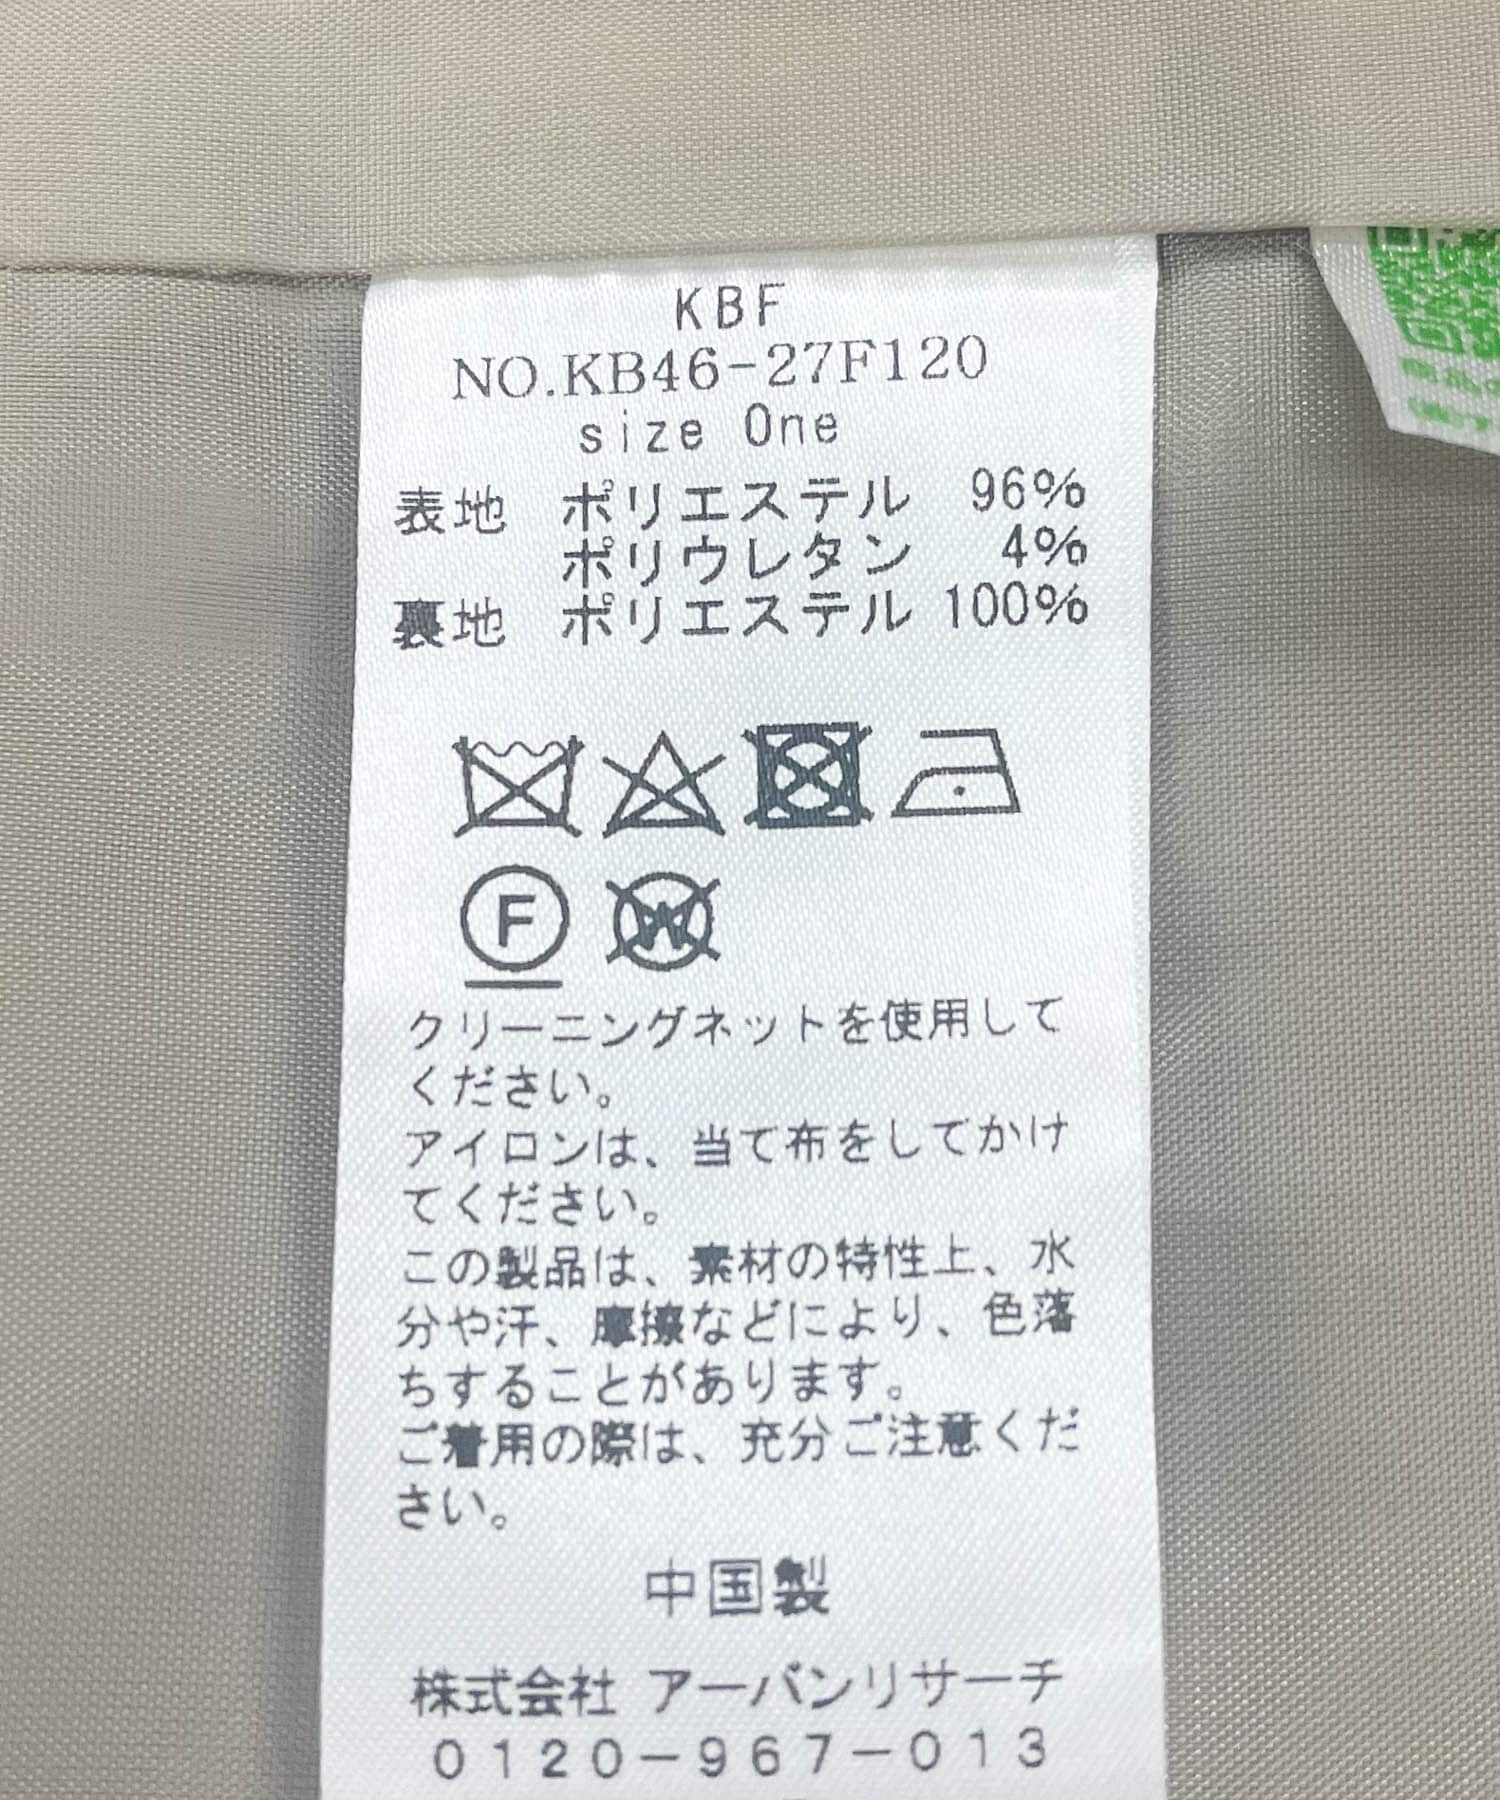 KBF
NO.KB46-27F120
size One
表地 ポリエステル 96%
ポリウレタン 4%
裏地 ポリエステル 100%
F
W
クリーニングネットを使用して
ください。
アイロンは、当て布をしてかけ
てください。
この製品は、素材の特性上、水
分や汗、摩擦などにより、色落
ちすることがあります。
ご着用の際は、充分ご注意くだ
さい。
中国製
株式会社 アーバンリサーチ
0120-967-013